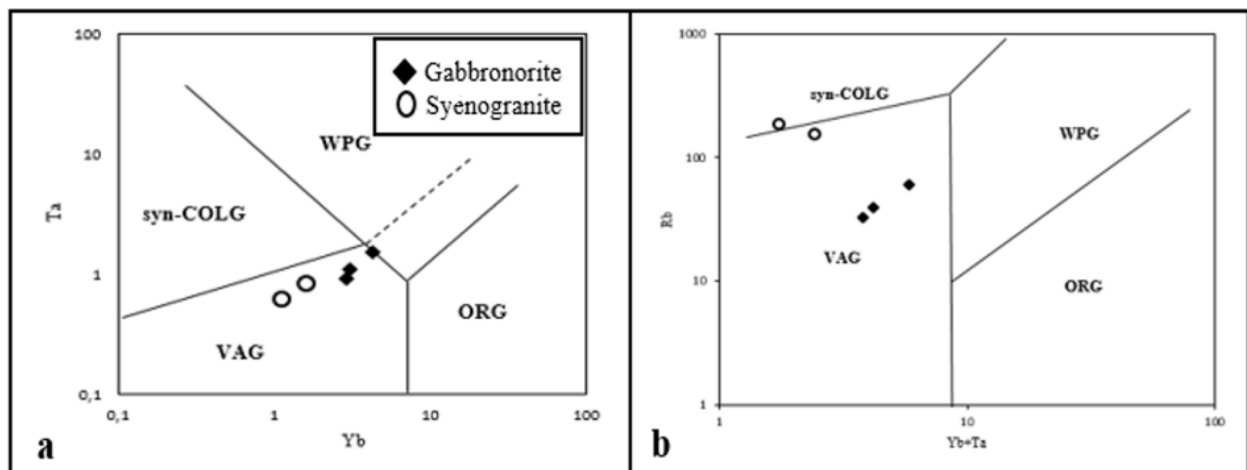 100
10
1
0,1
Ta
0,1
1
10
100
Yb
Gabbronorite
Syenogranite
WPG
syn-COLG
VAG
ORG
a
1000
100
10
1
Rb
1
10
100
Yb+Ta
syn-COLG
WPG
VAG
ORG
b